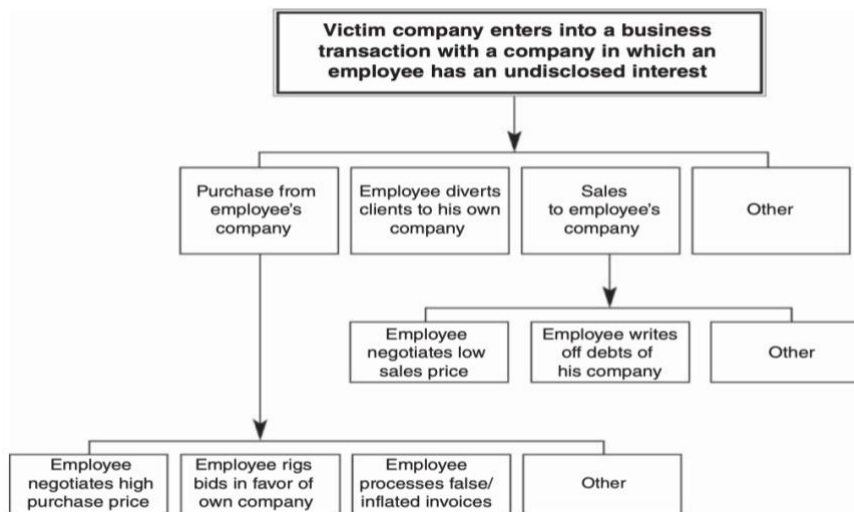 Victim company enters into a business
transaction with a company in which an
employee has an undisclosed interest
Purchase from
employee's
company
Employee diverts
clients to his own
company
Sales
to employee's
company
Other
Employee
negotiates low
sales price
Employee writes
off debts of
his company
Other
Employee
negotiates high
purchase price
Employee rigs
bids in favor of
own company
Employee
processes false/
inflated invoices
Other